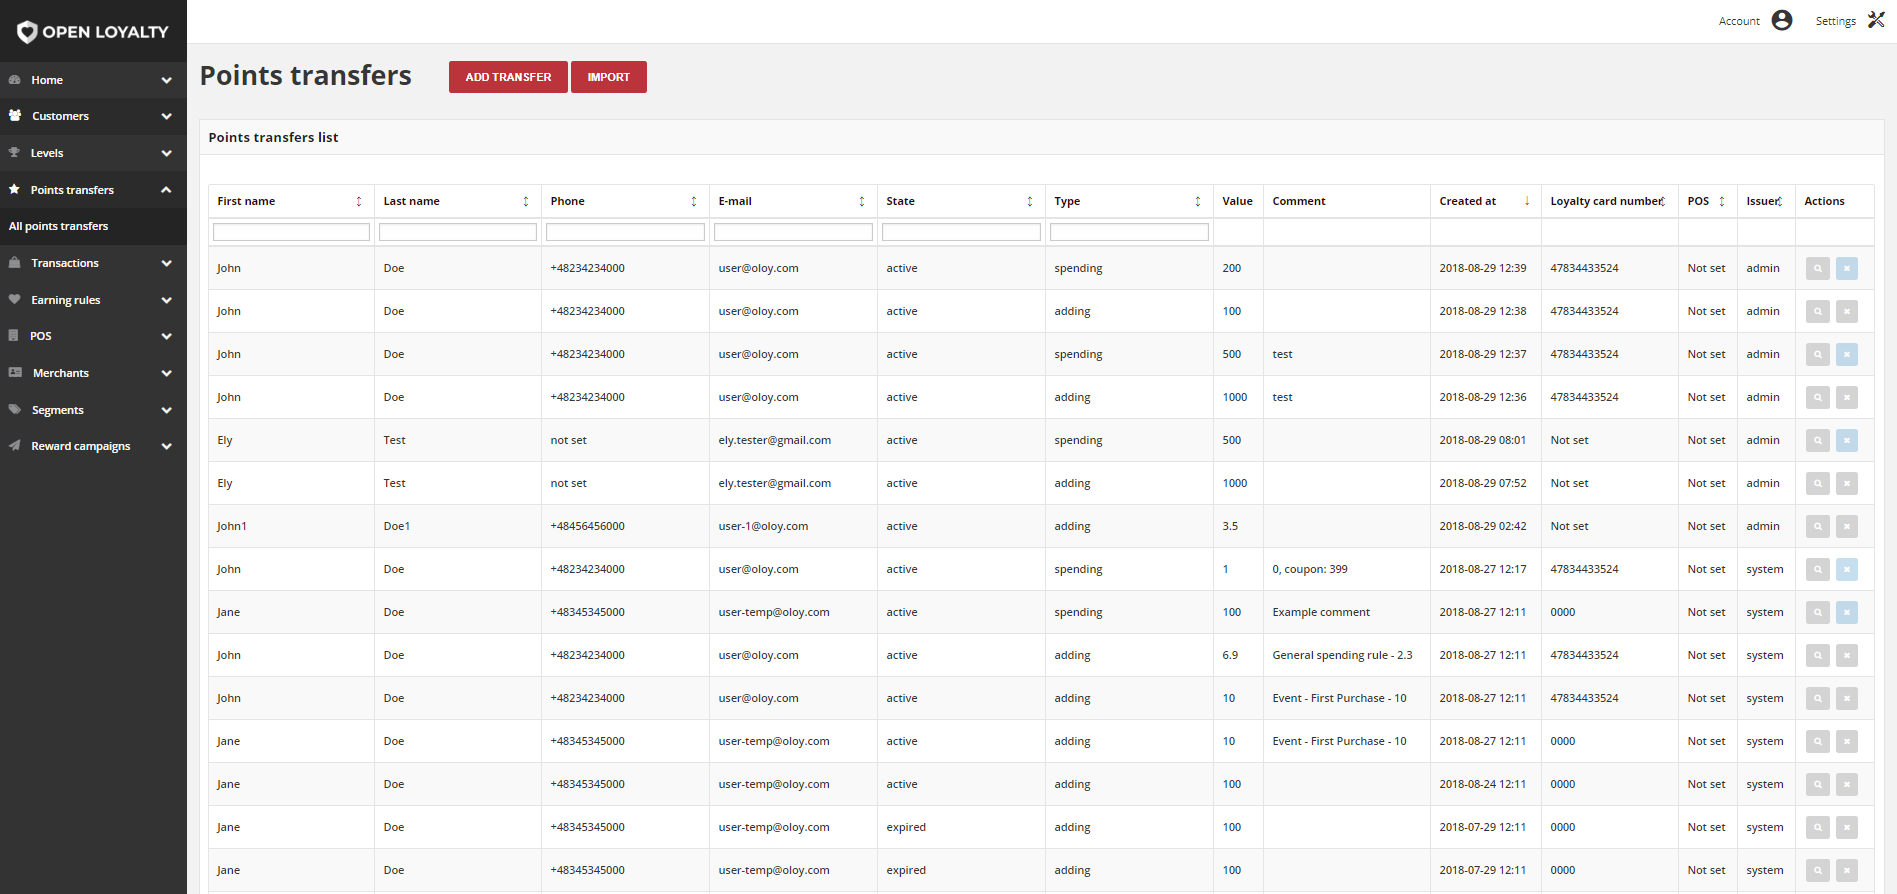 OPEN LOYALTY
Account
Settings
Home
Customers
Levels
Points transfers
All points transfers
Transactions
Earning rules
POS
Merchants
Segments
Reward campaigns
Points transfers
ADD TRANSFER
IMPORT
Points transfers list
First name Last name Phone E-mail State Type Value Comment Created at Loyalty card number POS Issuer Actions
John Doe +48234234000 user@oloy.com active spending 200 2018-08-29 12:39 47834433524 Not set admin
John Doe +48234234000 user@oloy.com active adding 100 2018-08-29 12:38 47834433524 Not set admin
John Doe +48234234000 user@oloy.com active spending 500 test 2018-08-29 12:37 47834433524 Not set admin
John Doe +48234234000 user@oloy.com active adding 1000 test 2018-08-29 12:36 47834433524 Not set admin
Ely Test not set ely.tester@gmail.com active spending 500 2018-08-29 08:01 Not set Not set admin
Ely Test not set ely.tester@gmail.com active adding 1000 2018-08-29 07:52 Not set Not set admin
John1 Doe1 +48456456000 user-1@oloy.com active adding 3.5 2018-08-29 02:42 Not set Not set admin
John Doe +48234234000 user@oloy.com active spending 1 0, coupon: 399 2018-08-27 12:17 47834433524 Not set system
Jane Doe +48345345000 user-temp@oloy.com active spending 100 Example comment 2018-08-27 12:11 0000 Not set system
John Doe +48234234000 user@oloy.com active adding 6.9 General spending rule - 2.3 2018-08-27 12:11 47834433524 Not set system
John Doe +48234234000 user@oloy.com active adding 10 Event - First Purchase - 10 2018-08-27 12:11 47834433524 Not set system
Jane Doe +48345345000 user-temp@oloy.com active adding 10 Event - First Purchase - 10 2018-08-27 12:11 0000 Not set system
Jane Doe +48345345000 user-temp@oloy.com active adding 100 2018-08-24 12:11 0000 Not set system
Jane Doe +48345345000 user-temp@oloy.com expired adding 100 2018-07-29 12:11 0000 Not set system
Jane Doe +48345345000 user-temp@oloy.com expired adding 100 2018-07-29 12:11 0000 Not set system